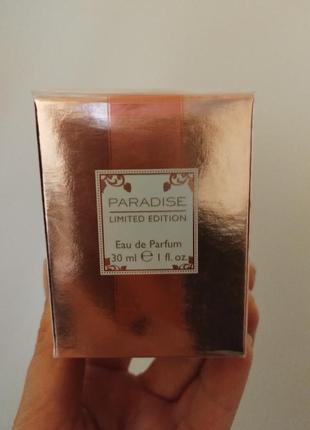 PARADISE
LIMITED EDITION
Eau de Parfum
30 ml ℮ 1 fl. oz.